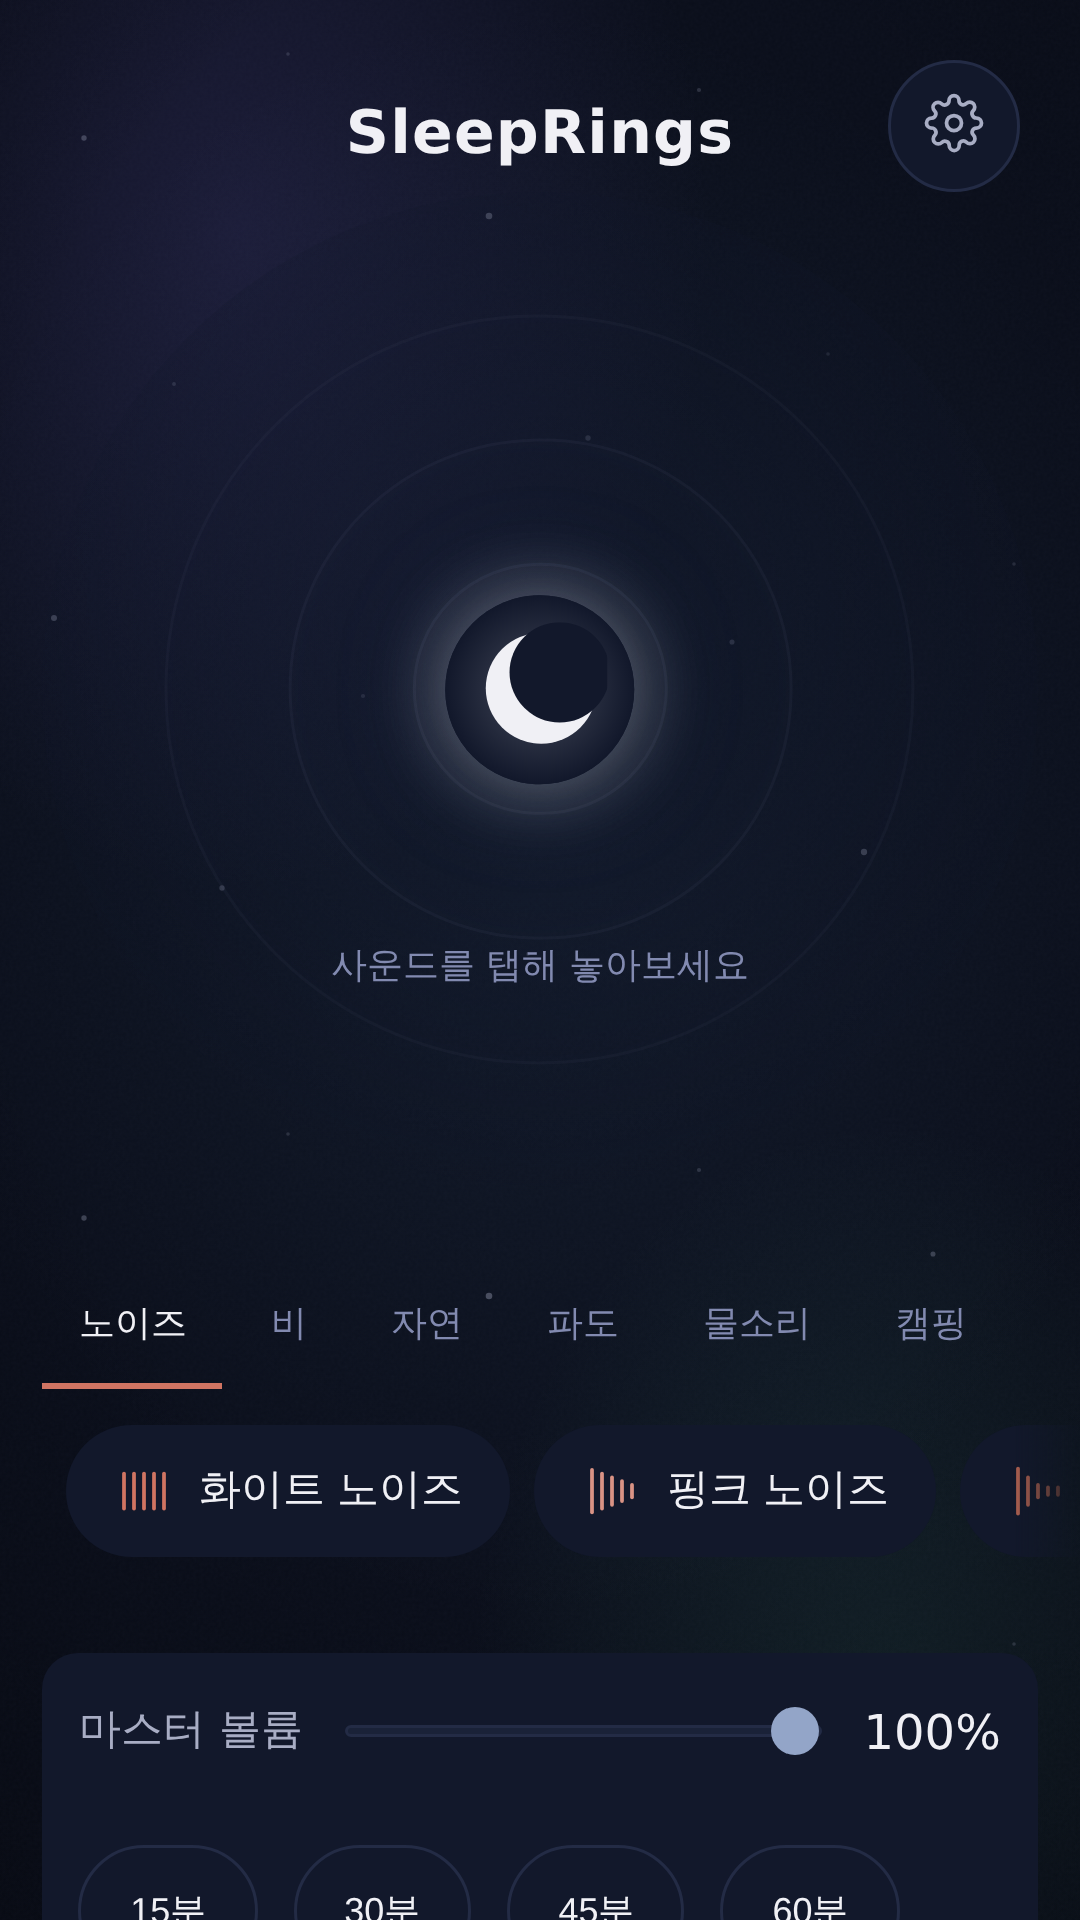 SleepRings
사운드를 탭해 놓아보세요
노이즈 비 자연 파도 물소리 캠핑
화이트 노이즈 핑크 노이즈
마스터 볼륨 100%
15분 30분 45분 60분